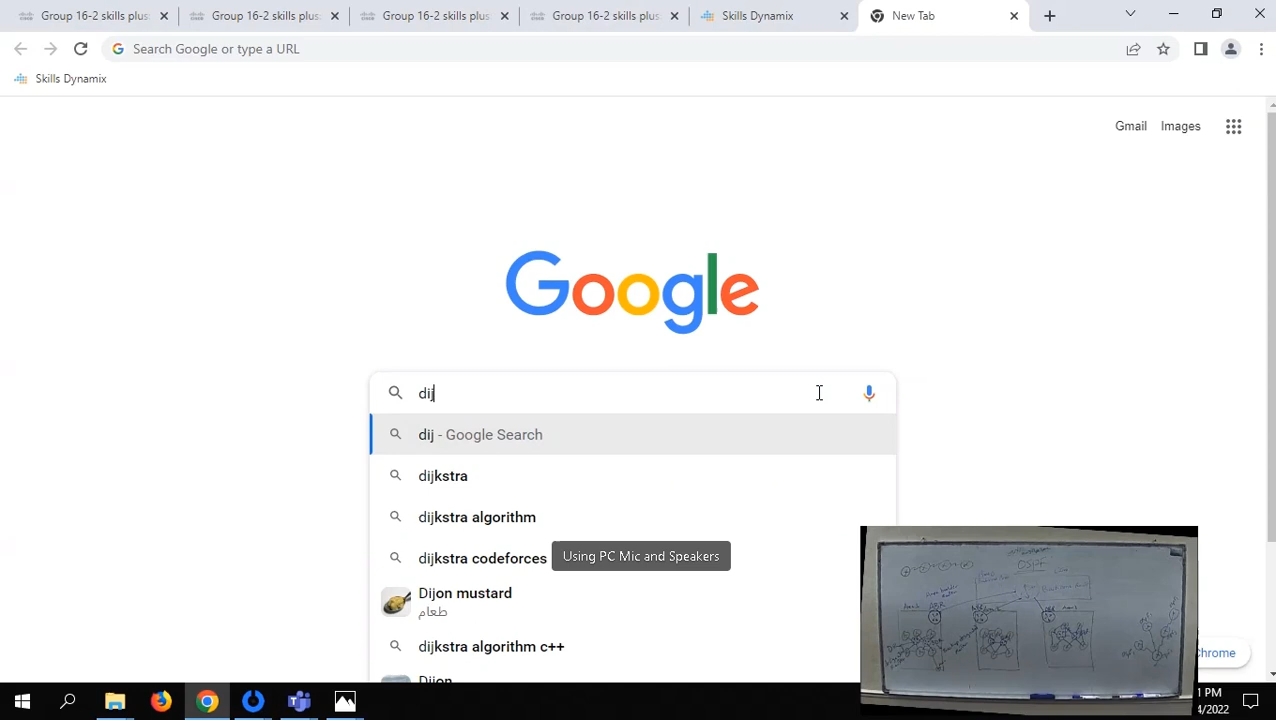 Group 16-2 skills plus
Group 16-2 skills plus
Group 16-2 skills plus
Group 16-2 skills plus
Skills Dynamix
New Tab
Search Google or type a URL
Skills Dynamix
Gmail
Images
Google
dij
dij - Google Search
dijkstra
dijkstra algorithm
dijkstra codeforces
Using PC Mic and Speakers
Dijon mustard
طعام
dijkstra algorithm c++
Dijon
OSPF
Chrome
1 PM
4/2022